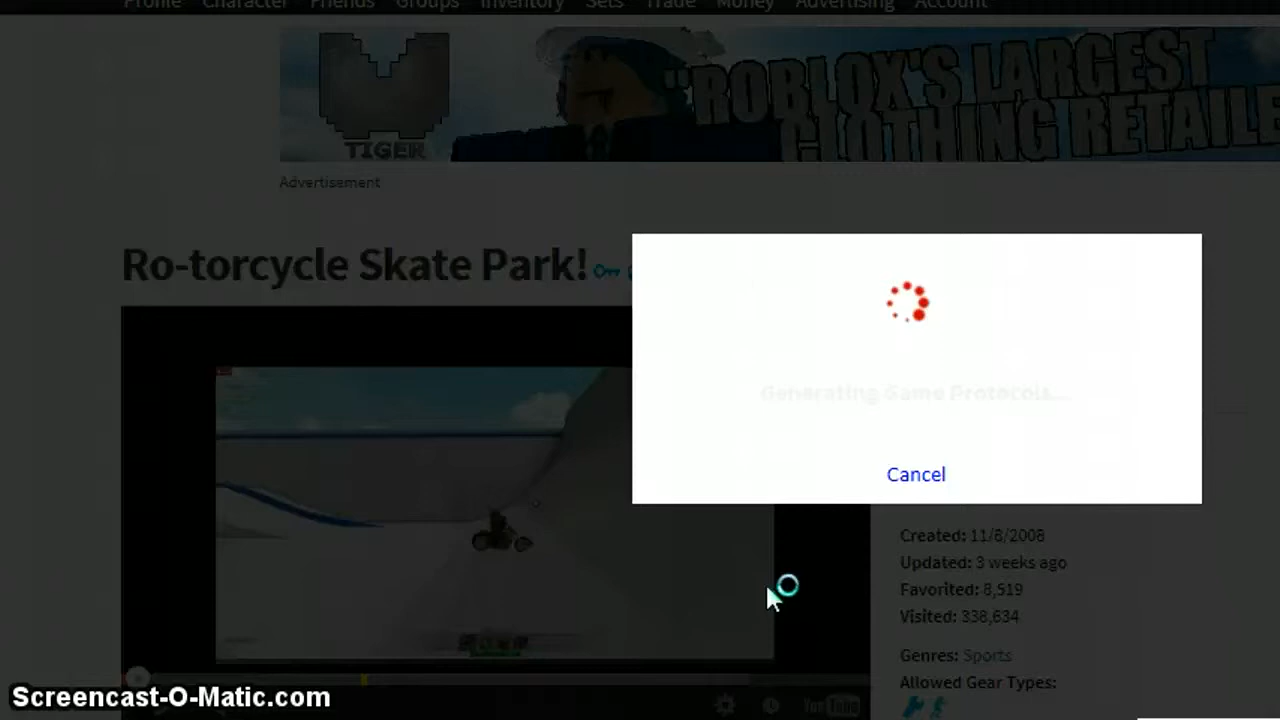 Profile Character Friends Groups Inventory Sets Trade Money Advertising Account
TIGER
"ROBLOX'S LARGEST
CLOTHING RETAILE
Advertisement
Ro-torcycle Skate Park!
Generating Game Protocols...
Cancel
Created: 11/8/2008
Updated: 3 weeks ago
Favorited: 8,519
Visited: 338,634
Genres: Sports
Allowed Gear Types:
YouTube
Screencast-O-Matic.com